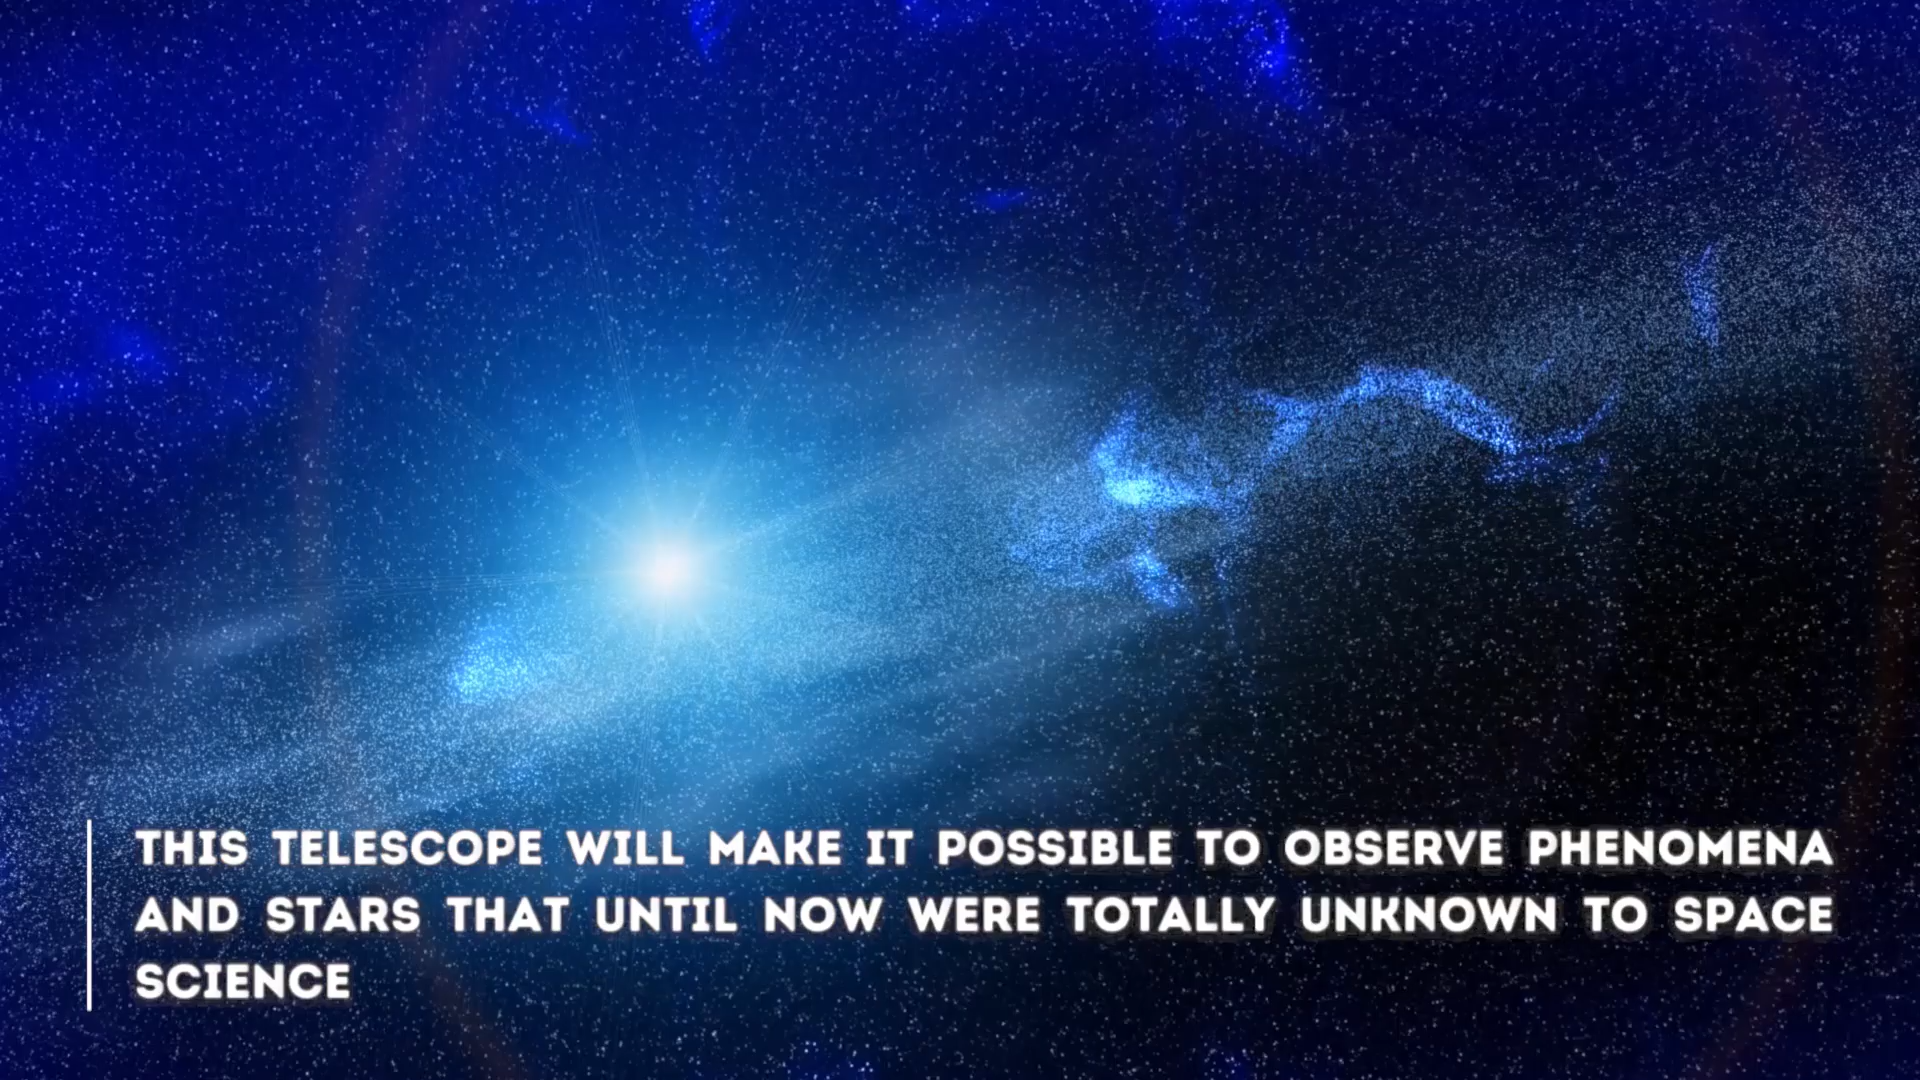 THIS TELESCOPE WILL MAKE IT POSSIBLE TO OBSERVE PHENOMENA
AND STARS THAT UNTIL NOW WERE TOTALLY UNKNOWN TO SPACE
SCIENCE